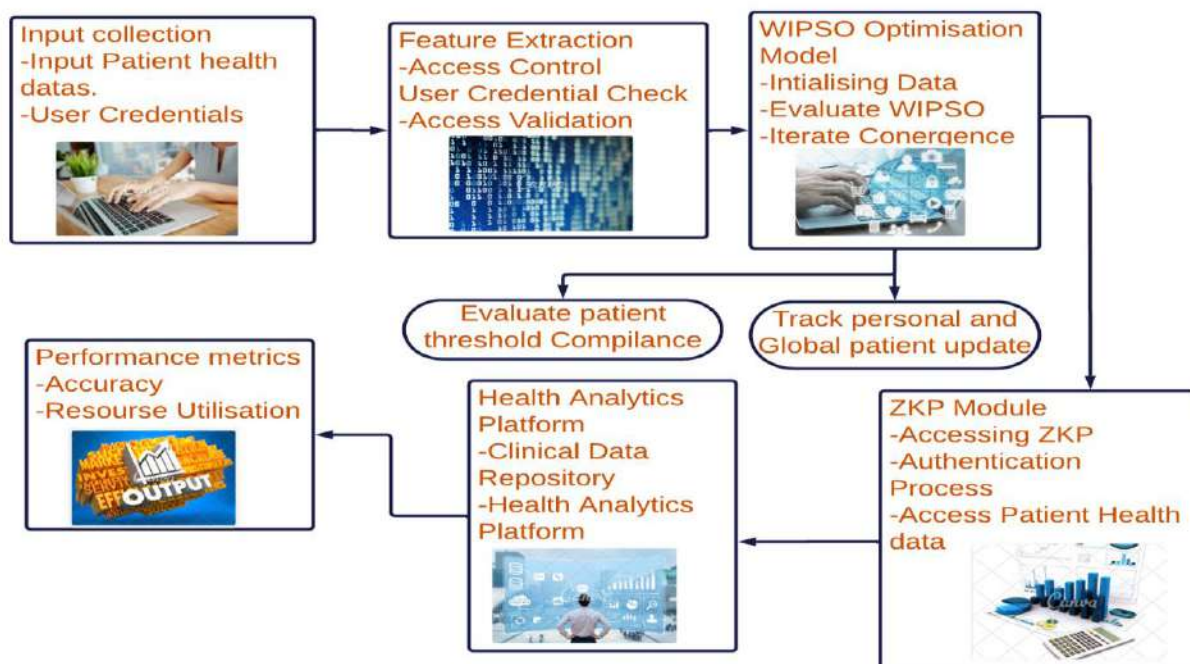 Input collection
-Input Patient health
datas.
-User Credentials
Feature Extraction
-Access Control
User Credential Check
-Access Validation
WIPSO Optimisation
Model
-Intialising Data
-Evaluate WIPSO
-Iterate Conergence
Evaluate patient
threshold Compilance
Track personal and
Global patient update
ZKP Module
-Accessing ZKP
-Authentication
Process
-Access Patient Health
data
Canva
Health Analytics
Platform
-Clinical Data
Repository
-Health Analytics
Platform
Performance metrics
-Accuracy
-Resourse Utilisation
OUTPUT